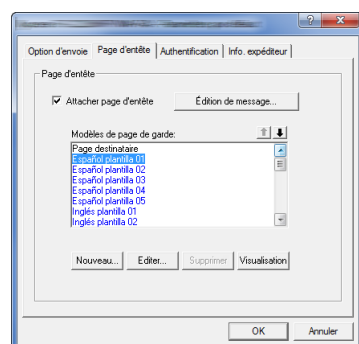 Option d'envoie Page d'entête Authentification Info. expéditeur
Page d'entête
Attacher page d'entête Édition de message...
Modèles de page de garde:
Page destinataire
Español plantilla 01
Español plantilla 02
Español plantilla 03
Español plantilla 04
Español plantilla 05
Inglés plantilla 01
Inglés plantilla 02
Nouveau... Editer... Supprimer Visualisation
OK Annuler